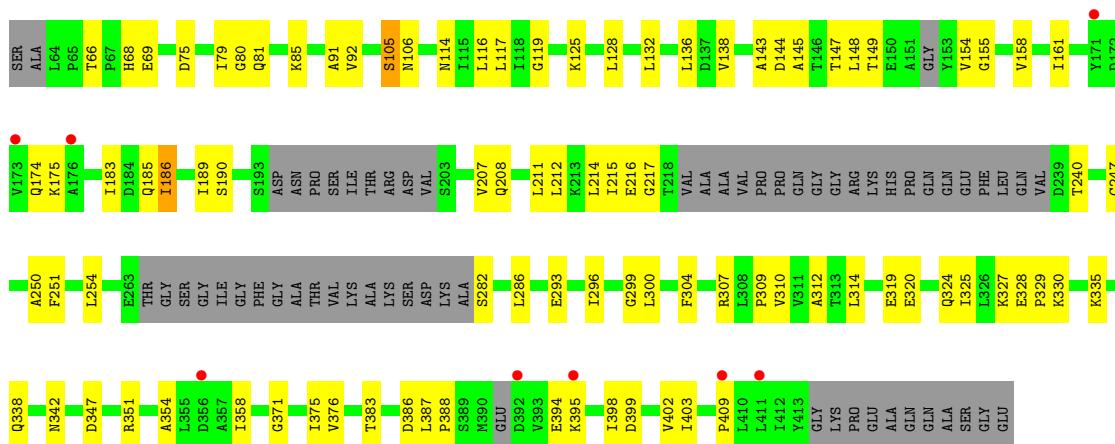 SER ALA L64 P65 T66 P67 H68 E69 D75 I79 G80 Q81 K85 A91 V92 S105 N106 N114 I115 L116 L117 I118 G119 K125 L128 L132 L136 D137 V138 A143 D144 A145 T146 T147 L148 T149 E150 A151 GLY Y153 V154 G155 V158 I161 Y171 D172
V173 Q174 K175 A176 I183 D184 Q185 I186 I189 S190 S193 ASP ASN PRO SER ILE THR ARG ASP VAL S203 V207 Q208 L211 L212 K213 L214 I215 E216 G217 T218 VAL ALA ALA VAL PRO PRO GLN GLY GLY ARG LYS HIS PRO GLN GLN GLU PHE LEU GLN VAL D239 T240 G247
A250 F251 L254 E263 THR GLY SER GLY ILE GLY PHE GLY ALA THR VAL LYS ALA LYS SER ASP LYS ALA S282 L286 E293 I296 G299 L300 F304 R307 L308 P309 V310 V311 A312 T313 L314 E319 E320 Q324 I325 L326 K327 E328 P329 K330 K335
Q338 N342 D347 R351 A354 L355 D356 A357 I358 G371 I375 V376 T383 D386 L387 P388 S389 M390 GLU D392 V393 E394 K395 I398 D399 V402 I403 P409 L410 L411 I412 Y413 GLY LYS PRO GLU ALA GLN GLN ALA SER GLY GLU